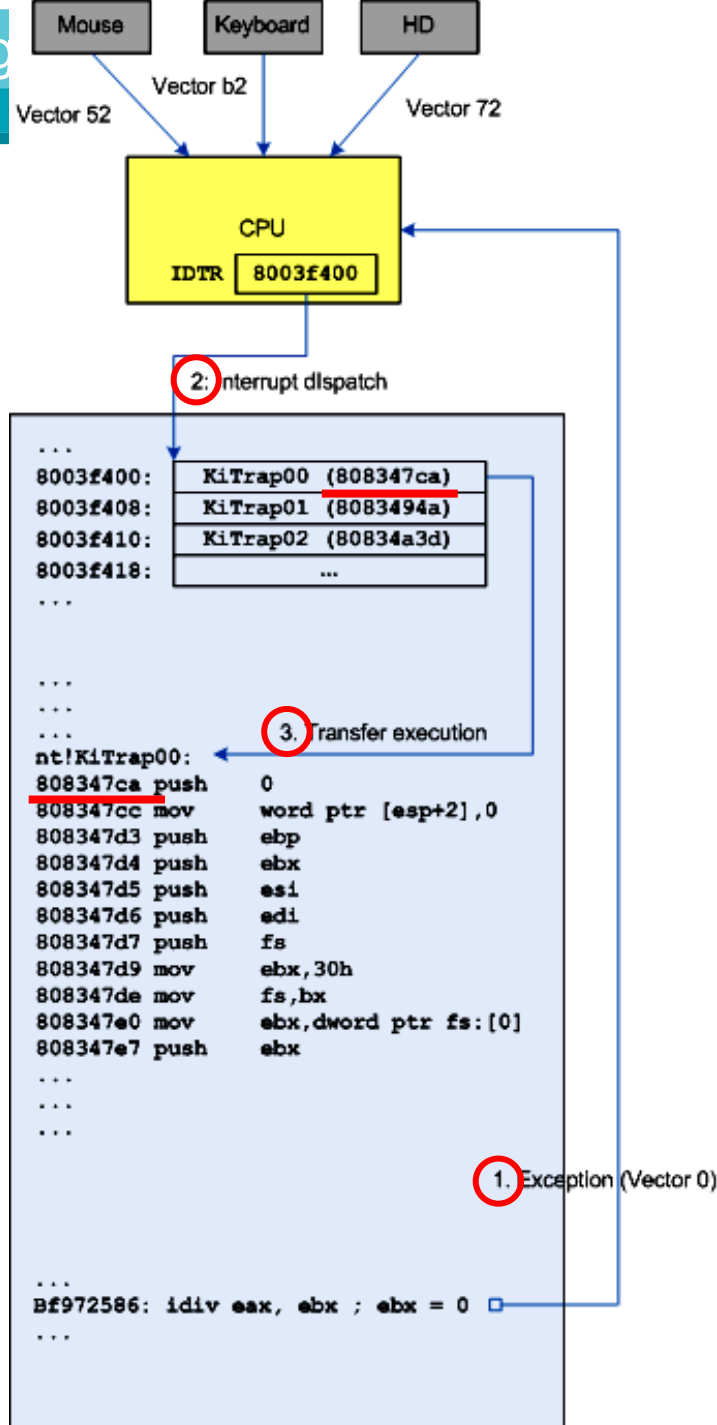 Mouse
Keyboard
HD
Vector 52
Vector b2
Vector 72
CPU
IDTR 8003f400
2: Interrupt dIspatch
...
8003f400: KiTrap00 (808347ca)
8003f408: KiTrap01 (8083494a)
8003f410: KiTrap02 (80834a3d)
8003f418: ...
...
...
...
...
3. Transfer execution
nt!KiTrap00:
808347ca push 0
808347cc mov word ptr [esp+2],0
808347d3 push ebp
808347d4 push ebx
808347d5 push esi
808347d6 push edi
808347d7 push fs
808347d9 mov ebx,30h
808347de mov fs,bx
808347e0 mov ebx,dword ptr fs:[0]
808347e7 push ebx
...
...
...
1. Exception (Vector 0)
...
Bf972586: idiv eax, ebx ; ebx = 0
...